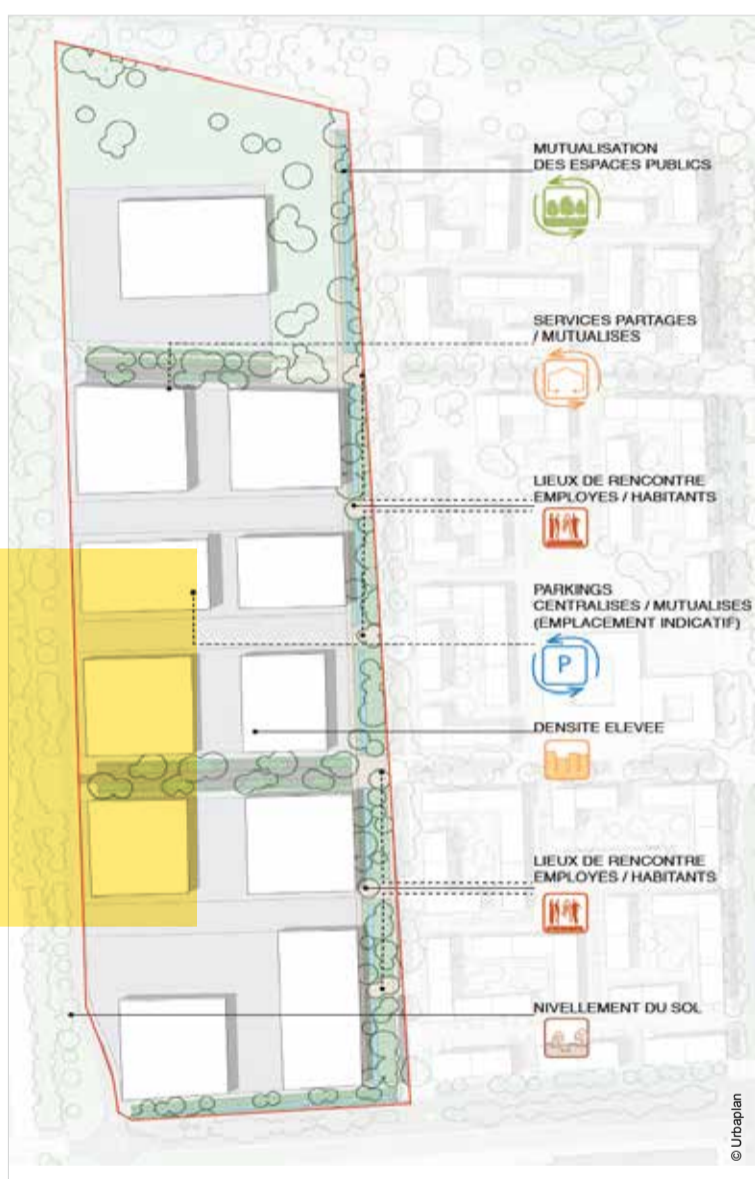 MUTUALISATION
DES ESPACES PUBLICS
SERVICES PARTAGES
/ MUTUALISES
LIEUX DE RENCONTRE
EMPLOYES / HABITANTS
PARKINGS
CENTRALISES / MUTUALISES
(EMPLACEMENT INDICATIF)
P
DENSITE ELEVEE
LIEUX DE RENCONTRE
EMPLOYES / HABITANTS
NIVELLEMENT DU SOL
© Urbaplan